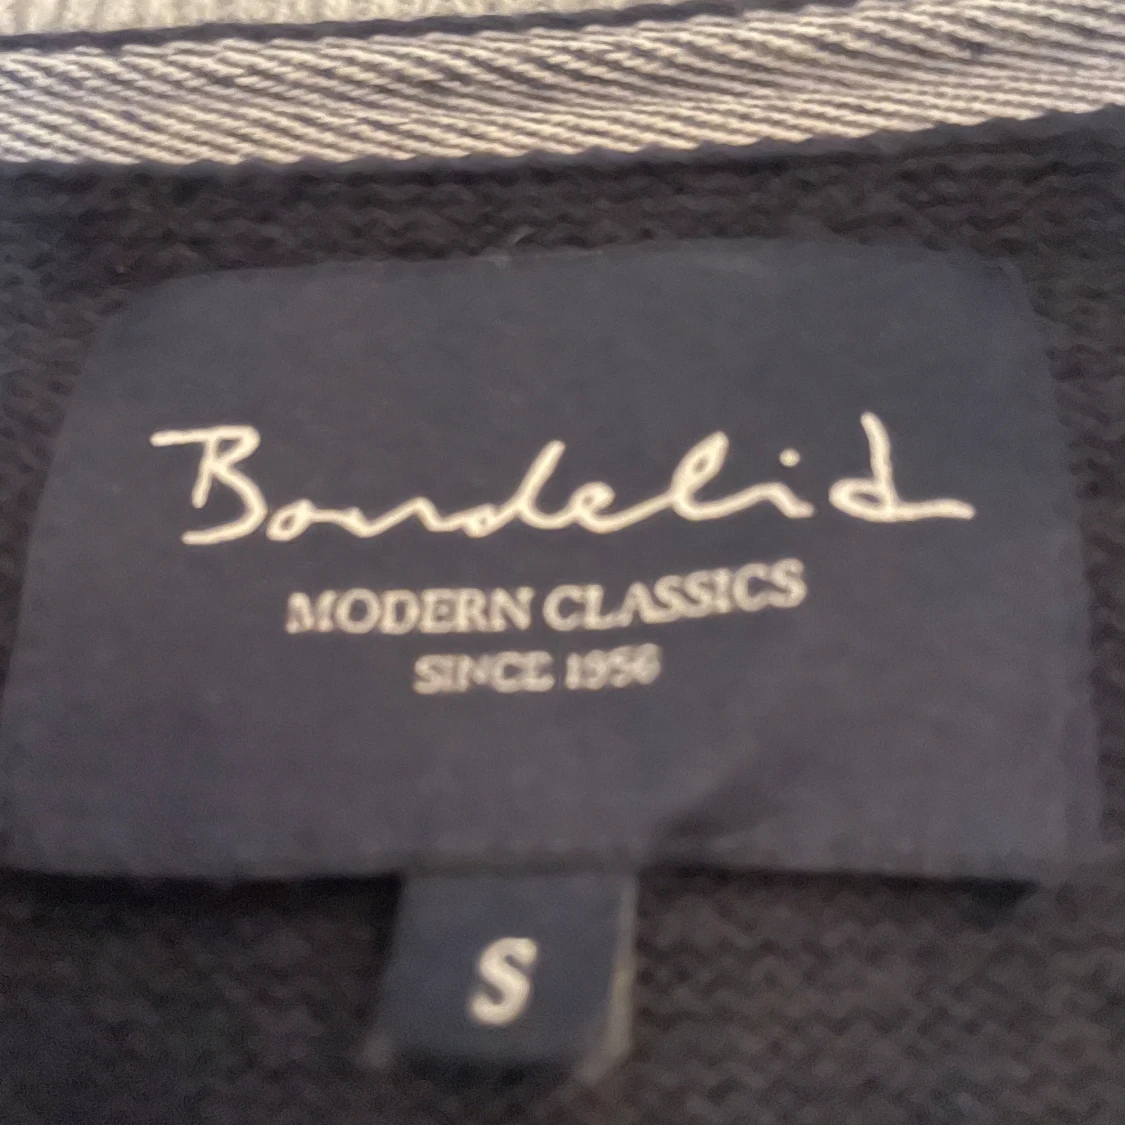 Bondelid
MODERN CLASSICS
SINCE 1956
S